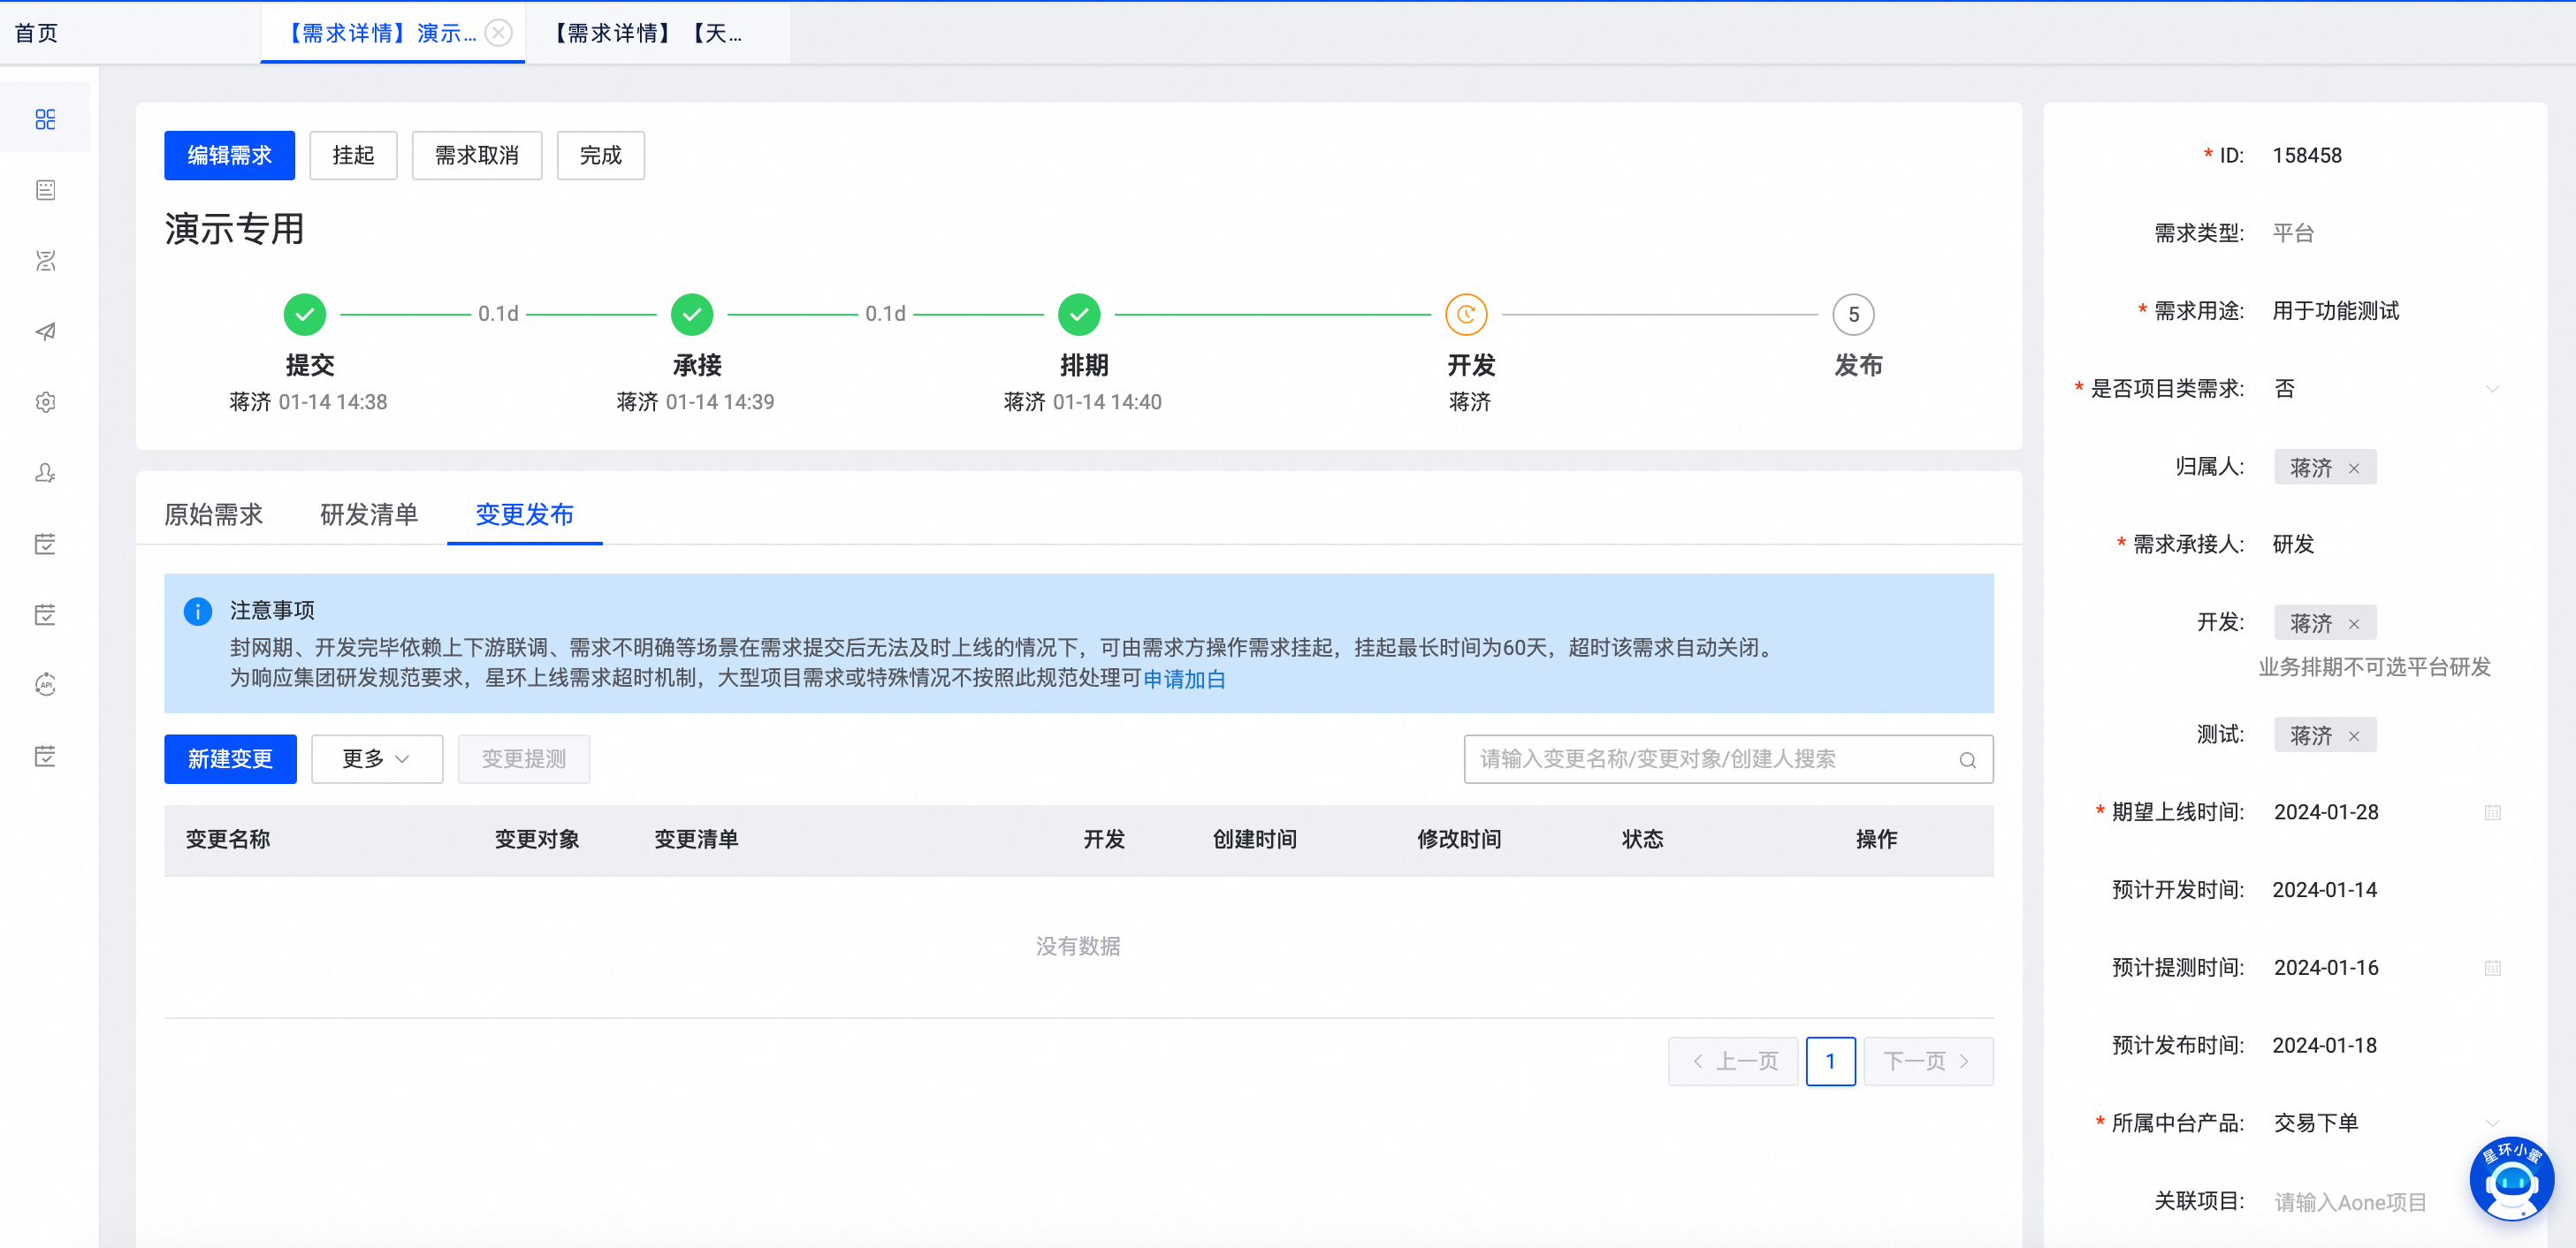 首页
【需求详情】演示...
【需求详情】【天...
编辑需求
挂起
需求取消
完成
演示专用
0.1d
0.1d
5
提交
承接
排期
开发
发布
蒋济 01-14 14:38
蒋济 01-14 14:39
蒋济 01-14 14:40
蒋济
原始需求
研发清单
变更发布
注意事项
封网期、开发完毕依赖上下游联调、需求不明确等场景在需求提交后无法及时上线的情况下，可由需求方操作需求挂起，挂起最长时间为60天，超时该需求自动关闭。
为响应集团研发规范要求，星环上线需求超时机制，大型项目需求或特殊情况不按照此规范处理可申请加白
新建变更
更多
变更提测
请输入变更名称/变更对象/创建人搜索
变更名称 变更对象 变更清单 开发 创建时间 修改时间 状态 操作
没有数据
上一页
1
下一页
API
* ID: 158458
需求类型: 平台
* 需求用途: 用于功能测试
* 是否项目类需求: 否
归属人: 蒋济 ×
* 需求承接人: 研发
开发: 蒋济 ×
业务排期不可选平台研发
测试: 蒋济 ×
* 期望上线时间: 2024-01-28
预计开发时间: 2024-01-14
预计提测时间: 2024-01-16
预计发布时间: 2024-01-18
* 所属中台产品: 交易下单
关联项目: 请输入Aone项目
星环小蜜